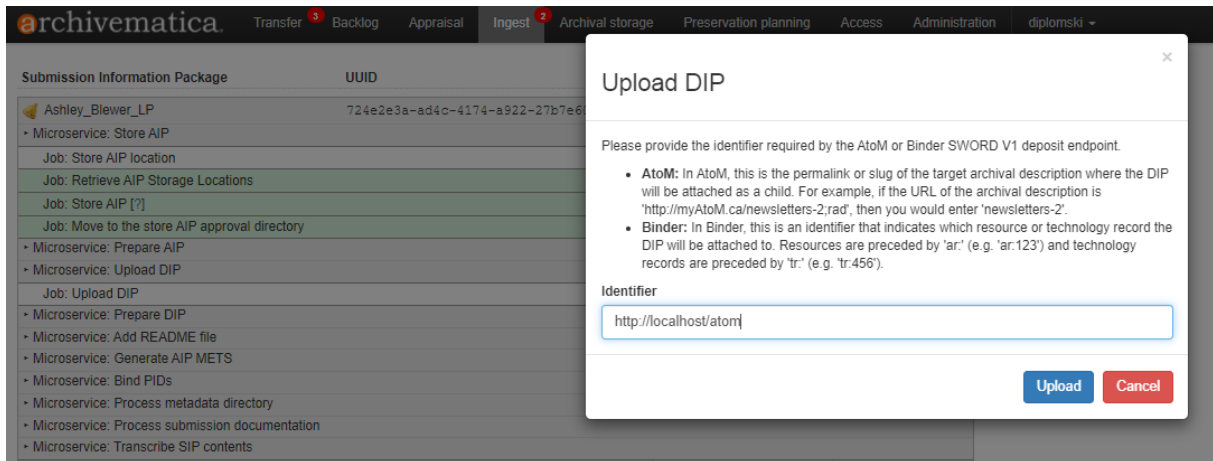 archivematica.
Transfer 3 Backlog Appraisal Ingest 2 Archival storage Preservation planning Access Administration diplomski
Submission Information Package UUID
Ashley_Blewer_LP 724e2e3a-ad4c-4174-a922-27b7e6
Microservice: Store AIP
Job: Store AIP location
Job: Retrieve AIP Storage Locations
Job: Store AIP [?]
Job: Move to the store AIP approval directory
Microservice: Prepare AIP
Microservice: Upload DIP
Job: Upload DIP
Microservice: Prepare DIP
Microservice: Add README file
Microservice: Generate AIP METS
Microservice: Bind PIDs
Microservice: Process metadata directory
Microservice: Process submission documentation
Microservice: Transcribe SIP contents
×
Upload DIP
Please provide the identifier required by the AtoM or Binder SWORD V1 deposit endpoint.
• AtoM: In AtoM, this is the permalink or slug of the target archival description where the DIP
will be attached as a child. For example, if the URL of the archival description is
'http://myAtoM.ca/newsletters-2;rad', then you would enter 'newsletters-2'.
• Binder: In Binder, this is an identifier that indicates which resource or technology record the
DIP will be attached to. Resources are preceded by 'ar:' (e.g. 'ar:123') and technology
records are preceded by 'tr:' (e.g. 'tr:456').
Identifier
http://localhost/atom
Upload Cancel